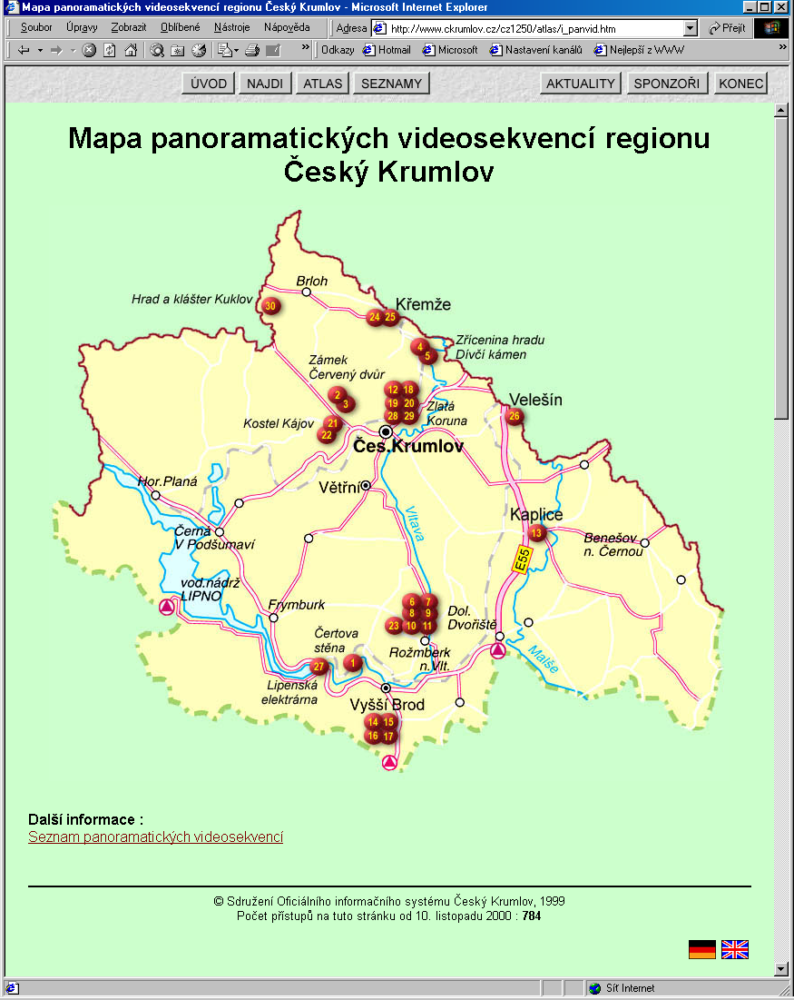 Mapa panoramatických videosekvencí regionu Český Krumlov - Microsoft Internet Explorer
Soubor Úpravy Zobrazit Oblíbené Nástroje Nápověda
Adresa http://www.ckrumlov.cz/cz1250/atlas/i_panvid.htm Přejít
» Odkazy Hotmail Microsoft Nastavení kanálů Nejlepší z WWW »
ÚVOD NAJDI ATLAS SEZNAMY AKTUALITY SPONZOŘI KONEC
Mapa panoramatických videosekvencí regionu
Český Krumlov
Brloh
Hrad a klášter Kuklov
30
Křemže
24 25
Zřícenina hradu
Dívčí kámen
4
5
Zámek
Červený dvůr
2
3
12 18
19 20
28 29
Zlatá
Koruna
Velešín
26
Kostel Kájov
21
22
Čes.Krumlov
Hor.Planá
Větřní
Vltava
Kaplice
13
E55
Benešov
n. Černou
Černá
V Podšumaví
vod.nádrž
LIPNO
Frymburk
6 7
8 9
23 10 11
Dol.
Dvořiště
Čertova
stěna
Rožmberk
n.Vlt.
Malše
27
1
Lipenská
elektrárna
Vyšší Brod
14 15
16 17
Další informace :
Seznam panoramatických videosekvencí
© Sdružení Oficiálního informačního systému Český Krumlov, 1999
Počet přístupů na tuto stránku od 10. listopadu 2000 : 784
Síť Internet